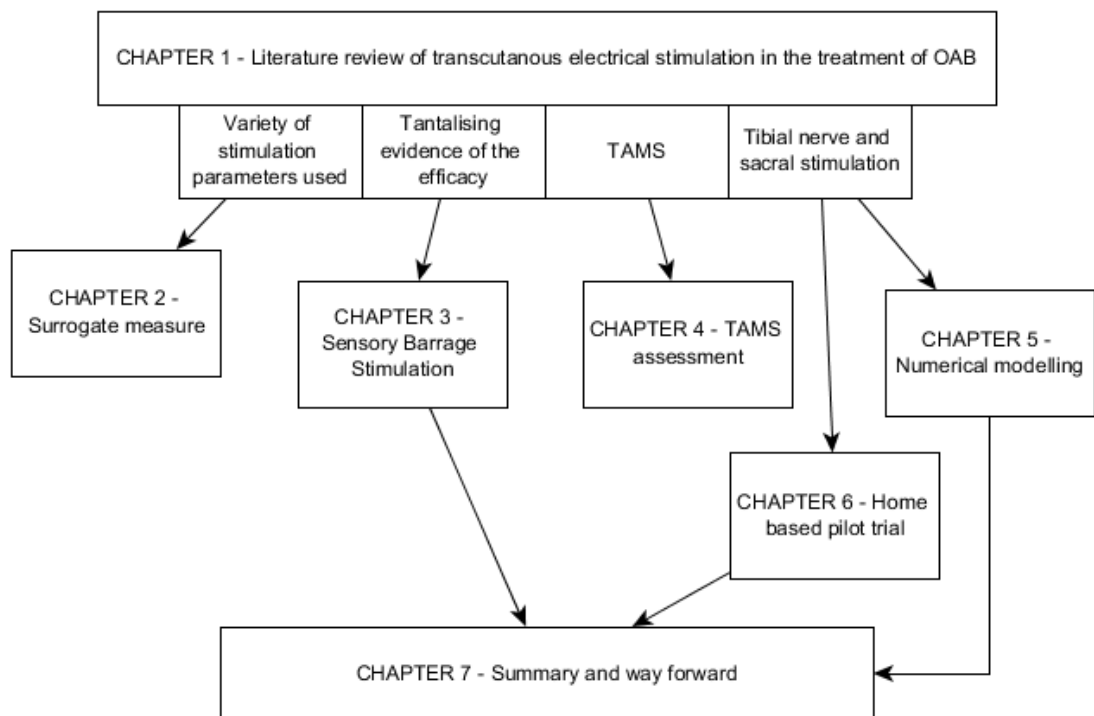 CHAPTER 1 - Literature review of transcutanous electrical stimulation in the treatment of OAB
Variety of
stimulation
parameters used
Tantalising
evidence of the
efficacy
TAMS
Tibial nerve and
sacral stimulation
CHAPTER 2 -
Surrogate measure
CHAPTER 3 -
Sensory Barrage
Stimulation
CHAPTER 4 - TAMS
assessment
CHAPTER 5 -
Numerical modelling
CHAPTER 6 - Home
based pilot trial
CHAPTER 7 - Summary and way forward